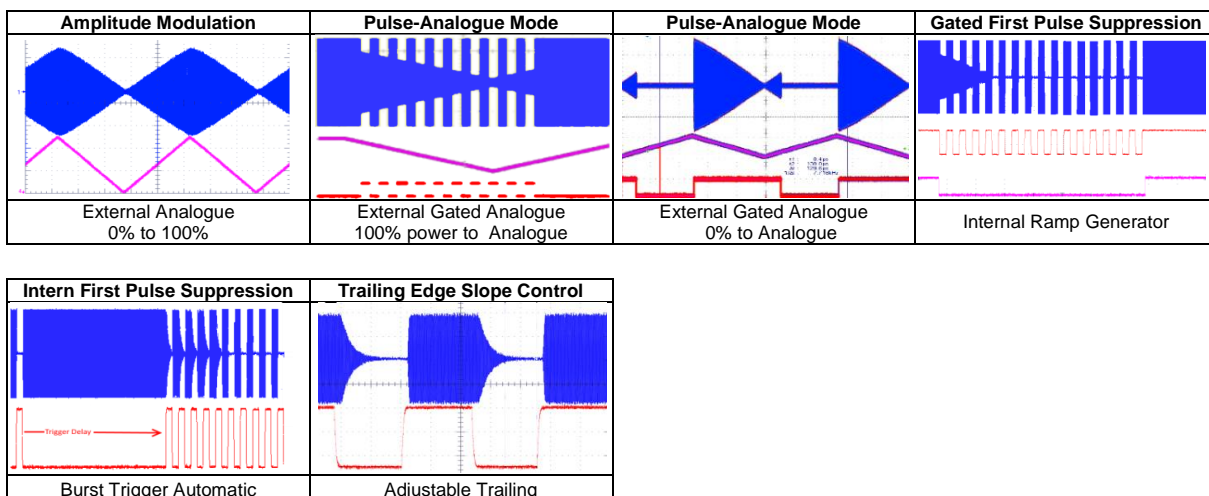 Amplitude Modulation
Pulse-Analogue Mode
Pulse-Analogue Mode
Gated First Pulse Suppression
External Analogue
0% to 100%
External Gated Analogue
100% power to Analogue
External Gated Analogue
0% to Analogue
Internal Ramp Generator
Intern First Pulse Suppression
Trailing Edge Slope Control
Trigger Delay
Burst Trigger Automatic
Adjustable Trailing